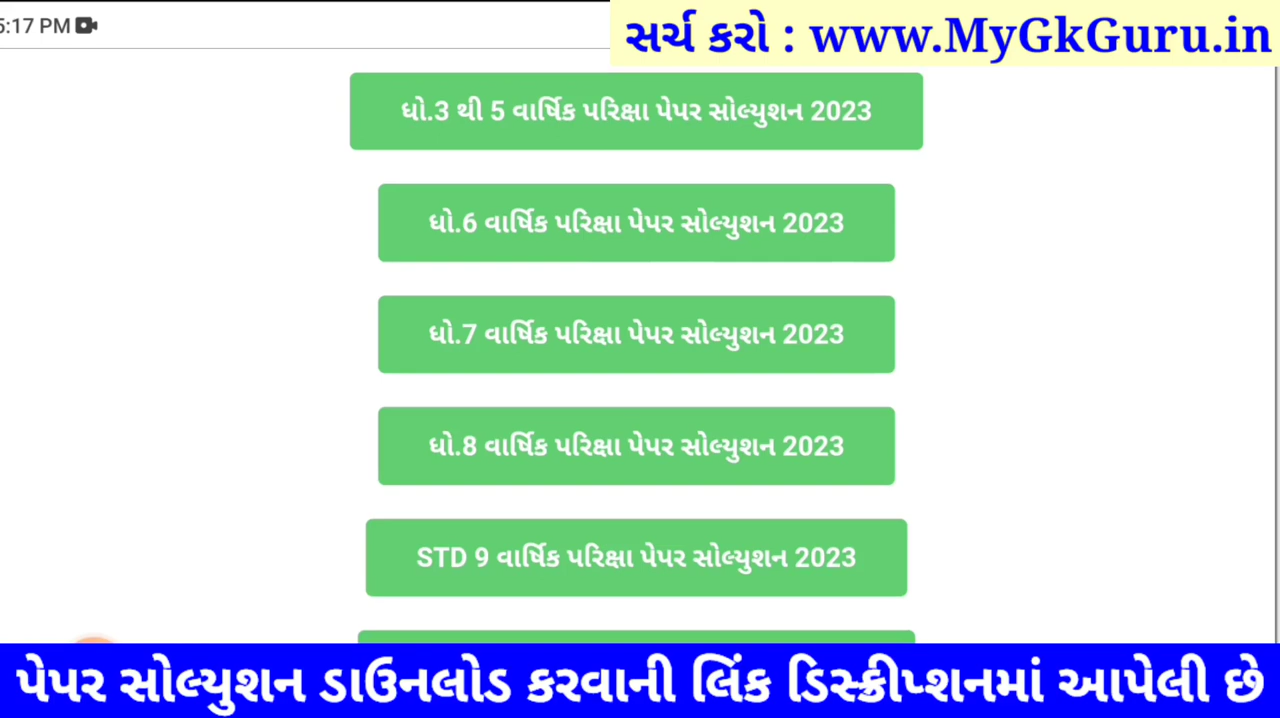 5:17 PM
સર્ચ કરો : www.MyGkGuru.in
ધો.3 થી 5 વાર્ષિક પરિક્ષા પેપર સોલ્યુશન 2023
ધો.6 વાર્ષિક પરિક્ષા પેપર સોલ્યુશન 2023
ધો.7 વાર્ષિક પરિક્ષા પેપર સોલ્યુશન 2023
ધો.8 વાર્ષિક પરિક્ષા પેપર સોલ્યુશન 2023
STD 9 વાર્ષિક પરિક્ષા પેપર સોલ્યુશન 2023
પેપર સોલ્યુશન ડાઉનલોડ કરવાની લિંક ડિસ્ક્રીપ્શનમાં આપેલી છે